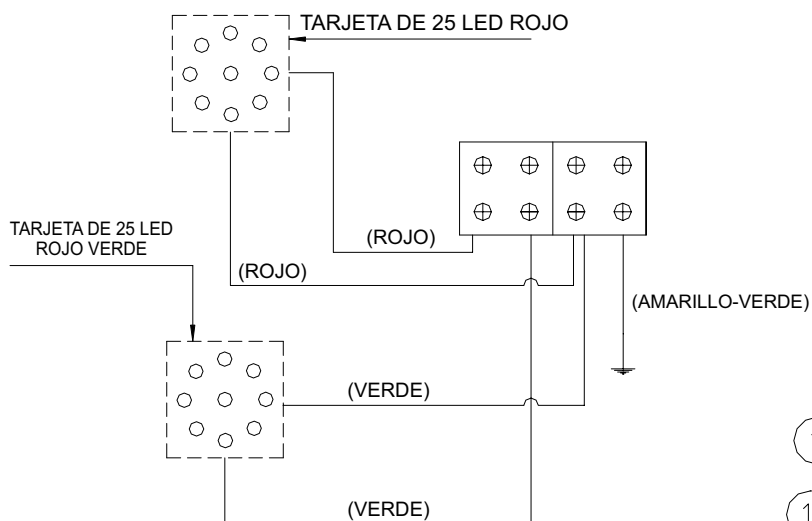 TARJETA DE 25 LED ROJO
(ROJO)
TARJETA DE 25 LED
ROJO VERDE
(ROJO)
(AMARILLO-VERDE)
(VERDE)
(VERDE)